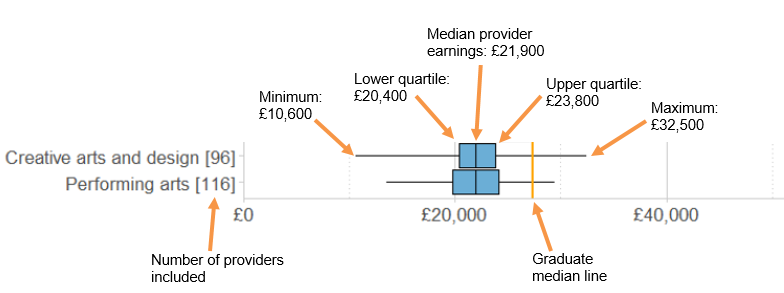 Median provider
earnings: £21,900
Lower quartile:
£20,400
Upper quartile:
£23,800
Minimum:
£10,600
Maximum:
£32,500
Creative arts and design [96]
Performing arts [116]
£0
£20,000
£40,000
Number of providers
included
Graduate
median line